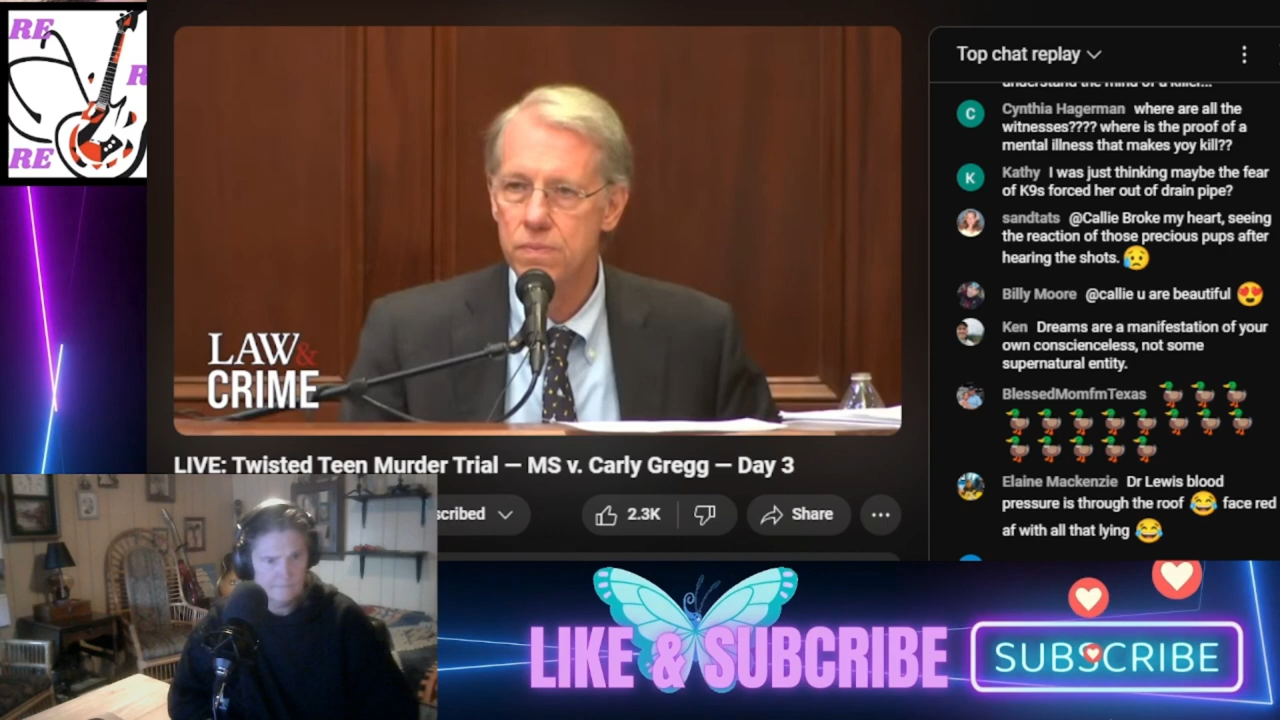 RE
R
RE
LAW&
CRIME
LIVE: Twisted Teen Murder Trial — MS v. Carly Gregg — Day 3
scribed
2.3K
Share
Top chat replay
understand the mind of a killer...
Cynthia Hagerman where are all the
witnesses???? where is the proof of a
mental illness that makes yoy kill??
K
Kathy I was just thinking maybe the fear
of K9s forced her out of drain pipe?
sandtats @Callie Broke my heart, seeing
the reaction of those precious pups after
hearing the shots. 😥
Billy Moore @callie u are beautiful 😍
Ken Dreams are a manifestation of your
own conscienceless, not some
supernatural entity.
BlessedMomfmTexas 🦆🦆🦆
🦆🦆🦆🦆🦆🦆🦆🦆
🦆🦆🦆🦆🦆
Elaine Mackenzie Dr Lewis blood
pressure is through the roof 😂 face red
af with all that lying 😂
C
LIKE & SUBCRIBE
SUBSCRIBE